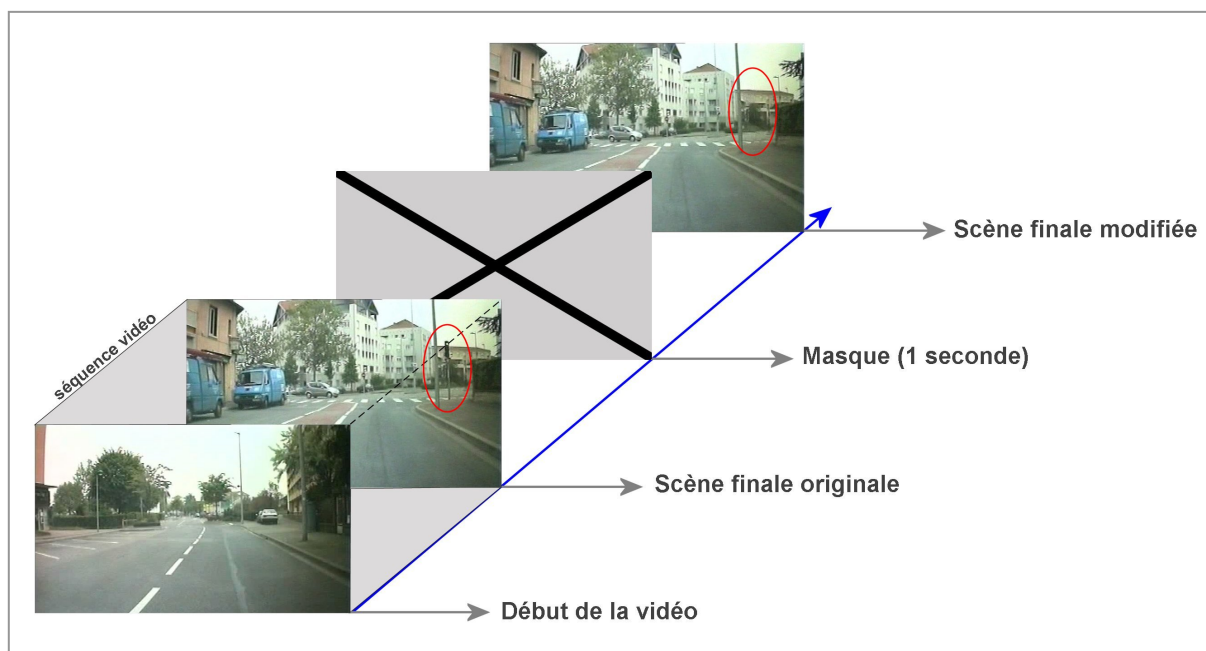 Scène finale modifiée
Masque (1 seconde)
séquence vidéo
Scène finale originale
Début de la vidéo